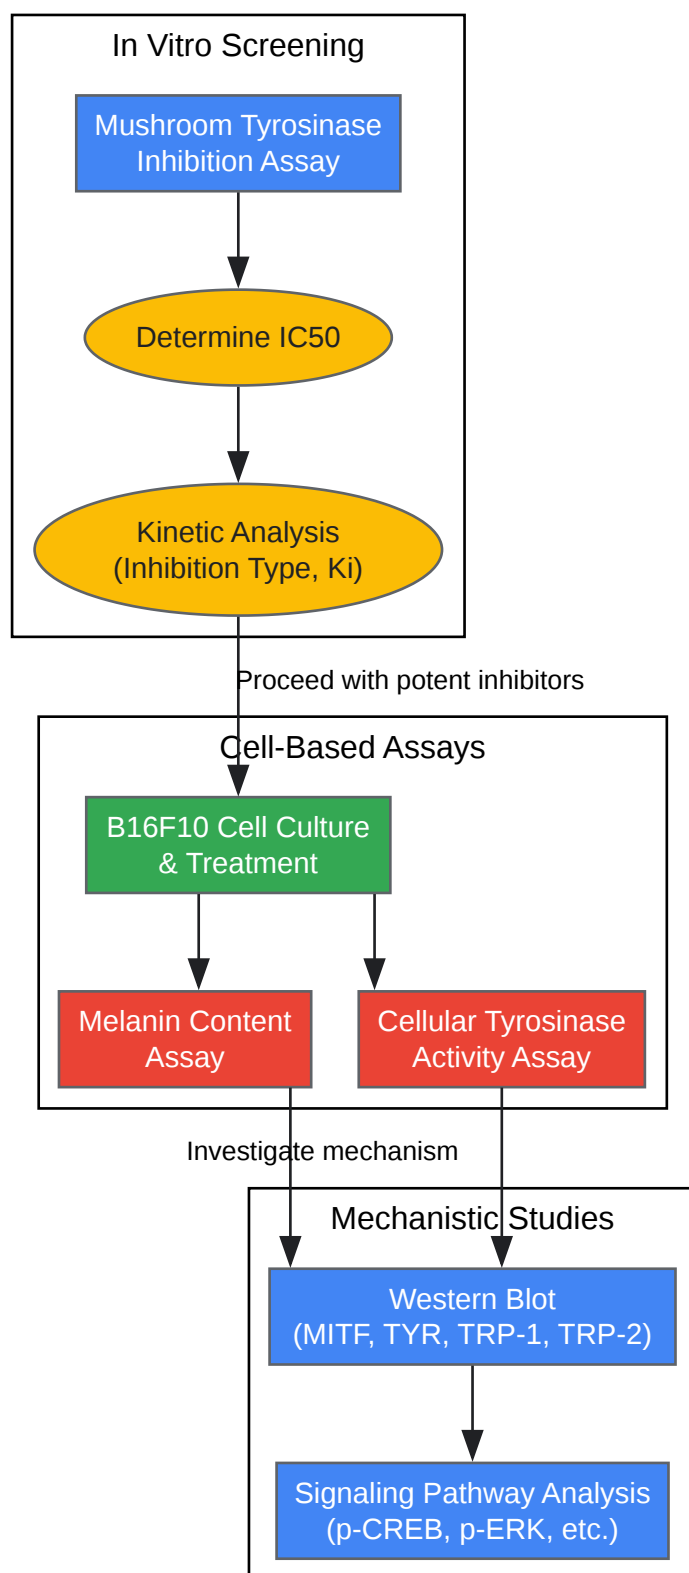 In Vitro Screening
Mushroom Tyrosinase
Inhibition Assay
Determine IC50
Kinetic Analysis
(Inhibition Type, Ki)
Proceed with potent inhibitors
Cell-Based Assays
B16F10 Cell Culture
& Treatment
Melanin Content
Assay
Cellular Tyrosinase
Activity Assay
Investigate mechanism
Mechanistic Studies
Western Blot
(MITF, TYR, TRP-1, TRP-2)
Signaling Pathway Analysis
(p-CREB, p-ERK, etc.)